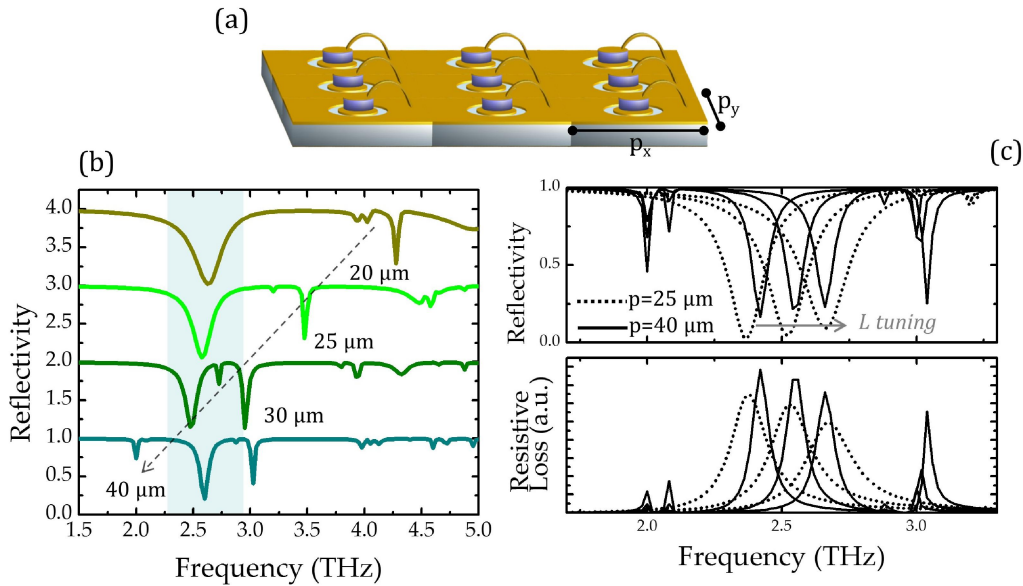 (a)
p_y
p_x
(b)
4.0
3.5
3.0
2.5
2.0
1.5
1.0
0.5
0.0
Reflectivity
20 µm
25 µm
30 µm
40 µm
1.5 2.0 2.5 3.0 3.5 4.0 4.5 5.0
Frequency (THz)
(c)
1.0
0.5
0.0
Reflectivity
p=25 µm
p=40 µm
L tuning
Resistive
Loss (a.u.)
2.0 2.5 3.0
Frequency (THz)